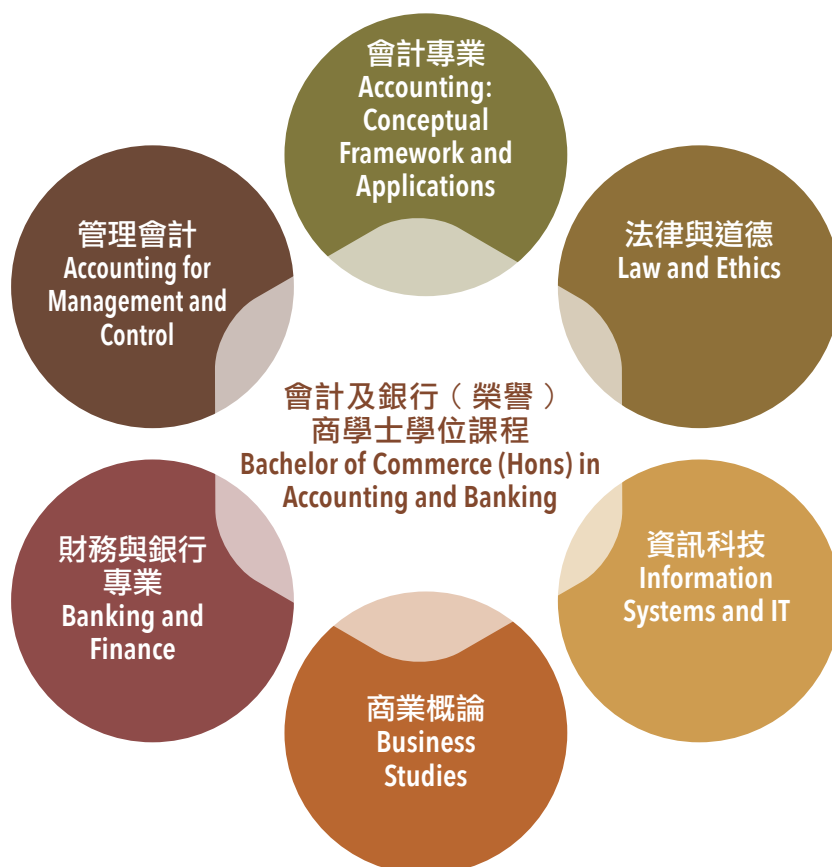 會計專業
Accounting:
Conceptual
Framework and
Applications
管理會計
Accounting for
Management and
Control
法律與道德
Law and Ethics
會計及銀行（榮譽）
商學士學位課程
Bachelor of Commerce (Hons) in
Accounting and Banking
財務與銀行
專業
Banking and
Finance
資訊科技
Information
Systems and IT
商業概論
Business
Studies